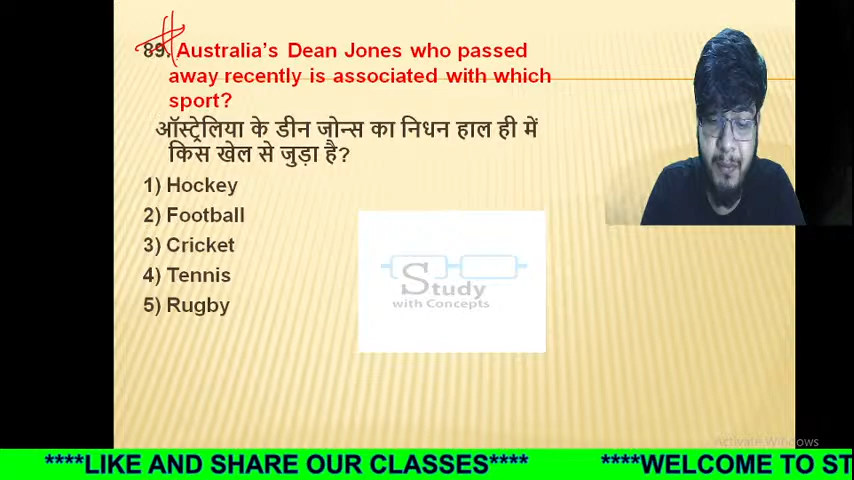 89. Australia's Dean Jones who passed
away recently is associated with which
sport?
ऑस्ट्रेलिया के डीन जोन्स का निधन हाल ही में
किस खेल से जुड़ा है?
1) Hockey
2) Football
3) Cricket
4) Tennis
5) Rugby
Study
with Concepts
Activate Windows
****LIKE AND SHARE OUR CLASSES**** ****WELCOME TO ST